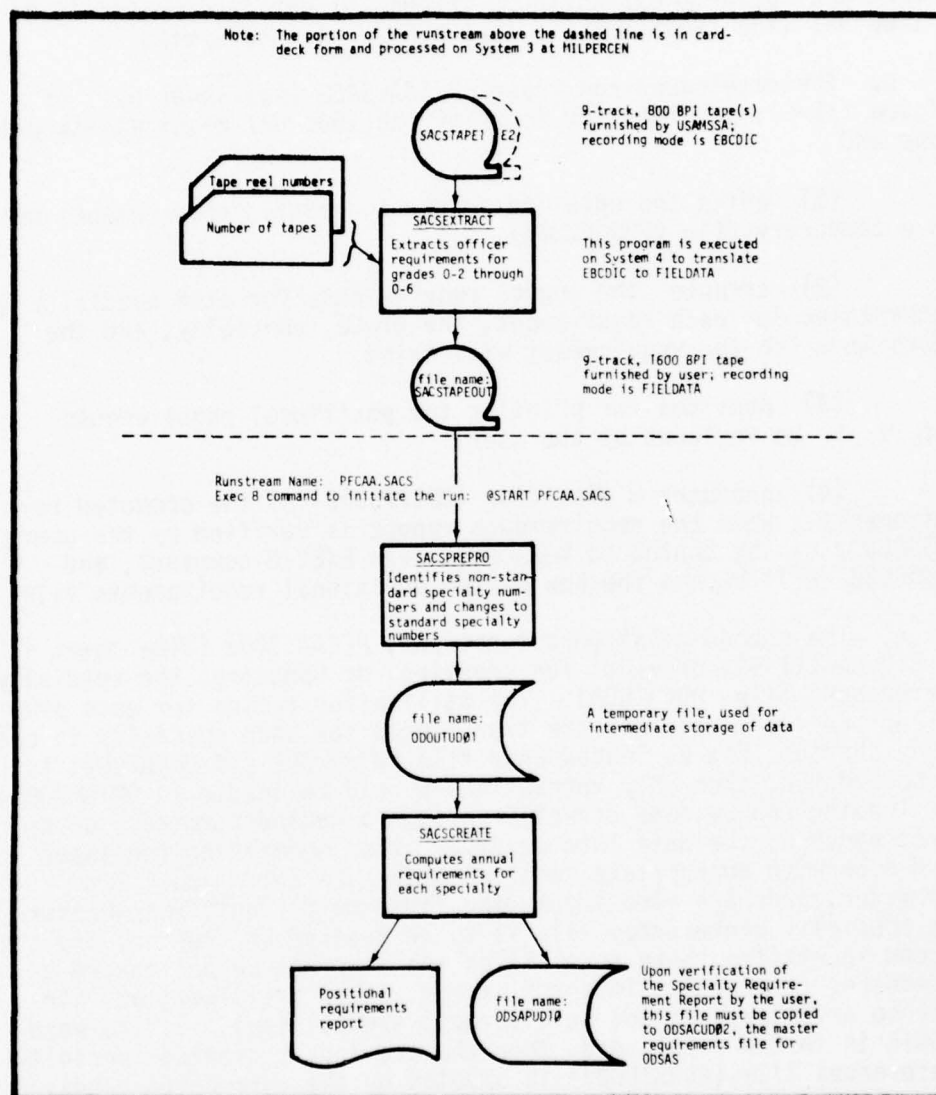 Note: The portion of the runstream above the dashed line is in card-
deck form and processed on System 3 at MILPERCEN
SACSTAPE1
E2
9-track, 800 BPI tape(s)
furnished by USAMSSA;
recording mode is EBCDIC
Tape reel numbers
Number of tapes
SACSEXTRACT
Extracts officer
requirements for
grades O-2 through
O-6
This program is executed
on System 4 to translate
EBCDIC to FIELDATA
file name:
SACSTAPEOUT
9-track, 1600 BPI tape
furnished by user; recording
mode is FIELDATA
Runstream Name: PFCAA.SACS
Exec 8 command to initiate the run: @START PFCAA.SACS
SACSPREPRO
Identifies non-stan-
dard specialty num-
bers and changes to
standard specialty
numbers
file name:
ODOUTUDØ1
A temporary file, used for
intermediate storage of data
SACSCREATE
Computes annual
requirements for
each specialty
Positional
requirements
report
file name:
ODSAPUD1Ø
Upon verification of
the Specialty Require-
ment Report by the user,
this file must be copied
to ODSACUDØ2, the master
requirements file for
ODSAS